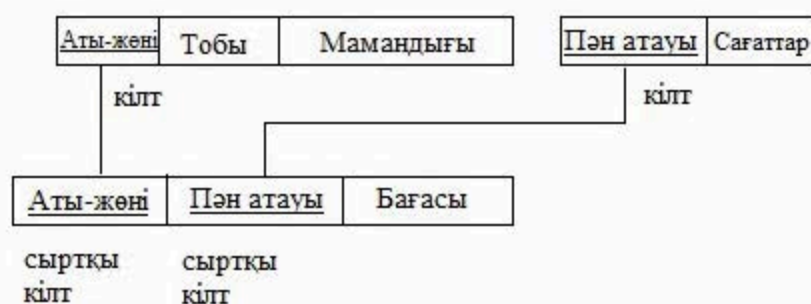 Аты-жөні Тобы Мамандығы Пән атауы Сағаттар
кілт кілт
Аты-жөні Пән атауы Бағасы
сыртқы сыртқы
кілт кілт